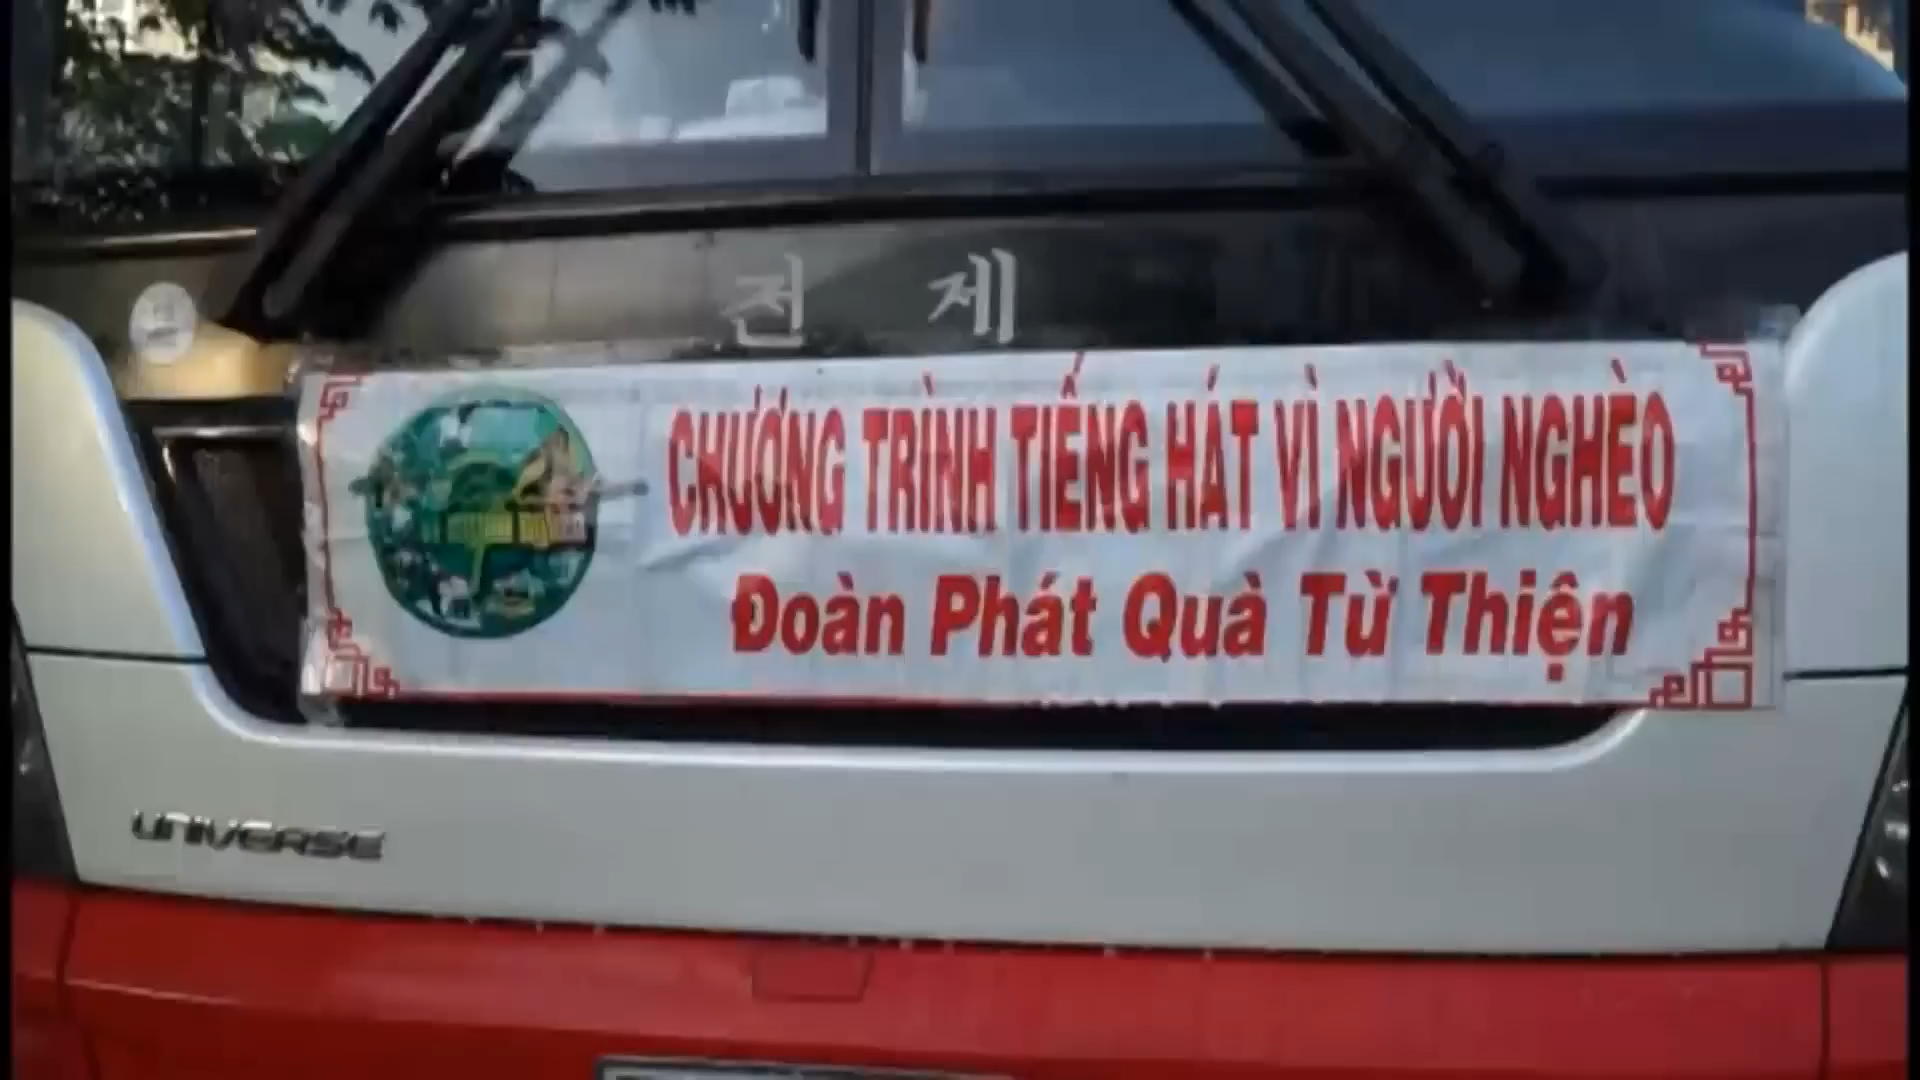 전 제
CHƯƠNG TRÌNH TIẾNG HÁT VÌ NGƯỜI NGHÈO
Đoàn Phát Quà Từ Thiện
UNIVERSE